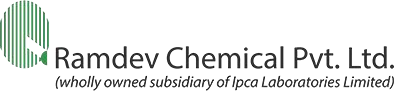 Ramdev Chemical Pvt. Ltd.
(wholly owned subsidiary of Ipca Laboratories Limited)